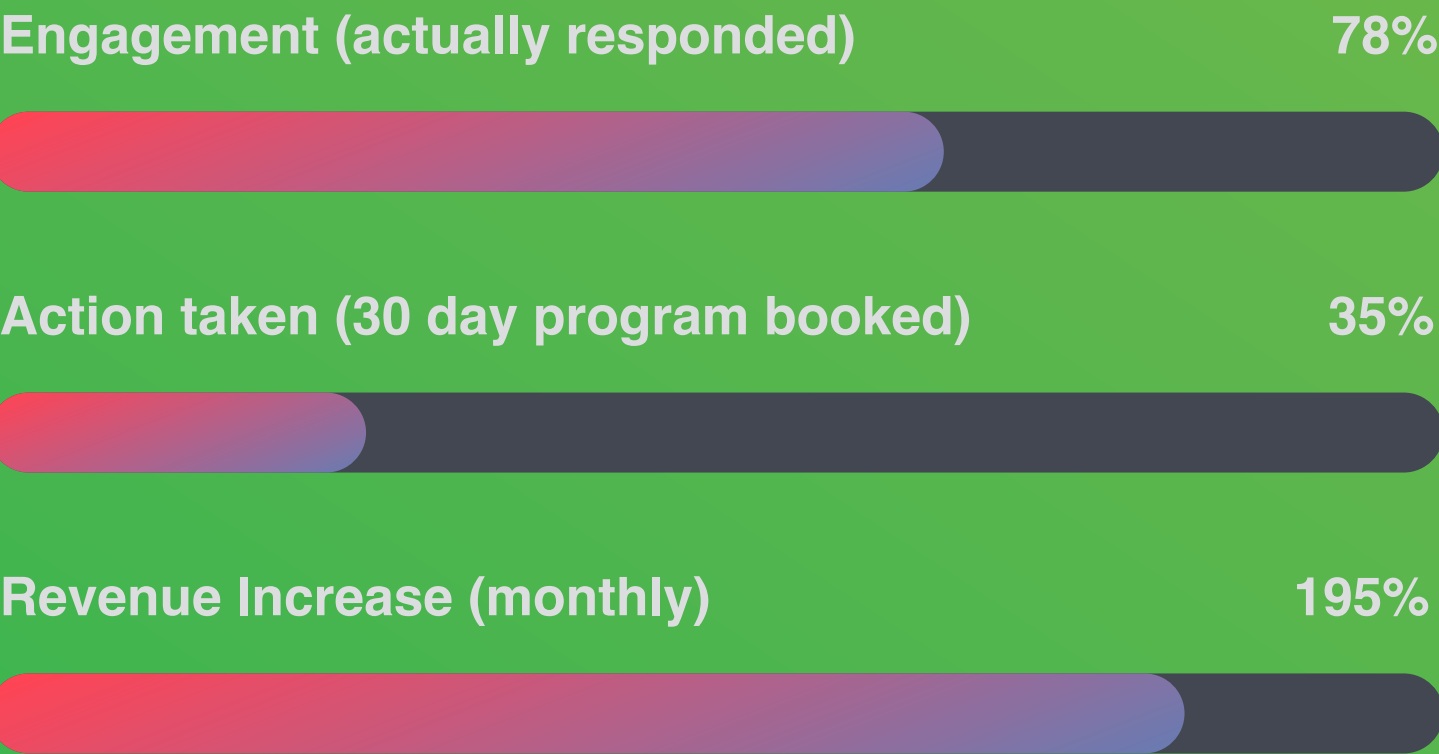 Engagement (actually responded) 78%
Action taken (30 day program booked) 35%
Revenue Increase (monthly) 195%